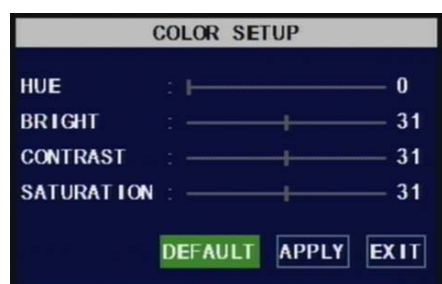 COLOR SETUP
HUE : 0
BRIGHT : 31
CONTRAST : 31
SATURATION : 31
DEFAULT APPLY EXIT